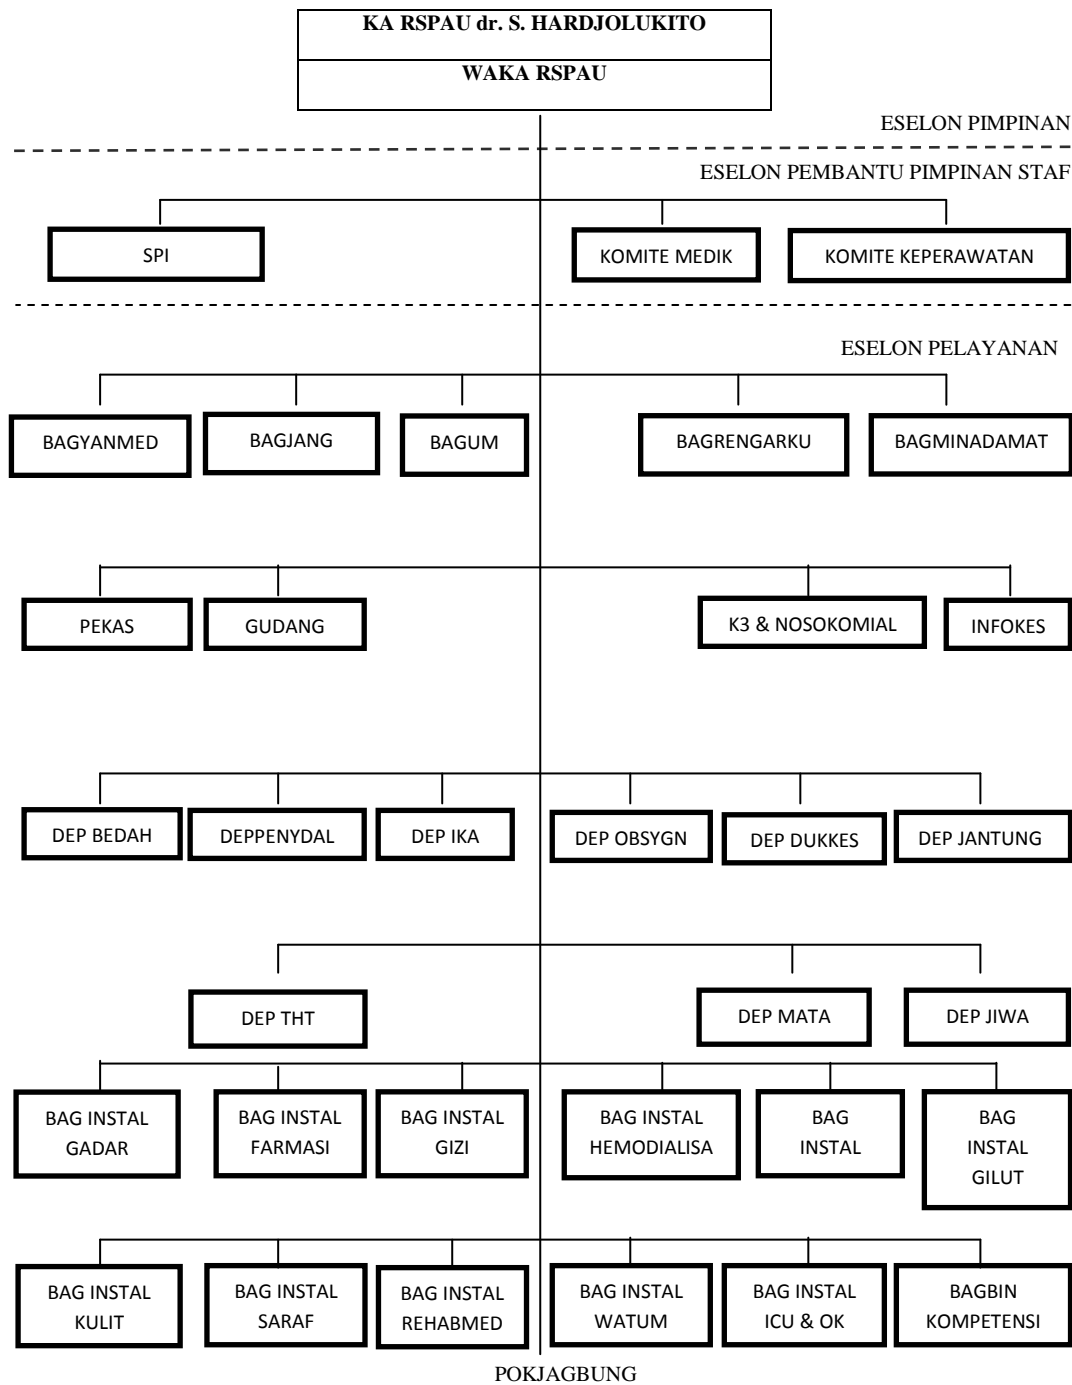 KA RSPAU dr. S. HARDJOLUKITO
WAKA RSPAU
ESELON PIMPINAN
ESELON PEMBANTU PIMPINAN STAF
SPI
KOMITE MEDIK
KOMITE KEPERAWATAN
ESELON PELAYANAN
BAGYANMED
BAGJANG
BAGUM
BAGRENGARKU
BAGMINADAMAT
PEKAS
GUDANG
K3 & NOSOKOMIAL
INFOKES
DEP BEDAH
DEPPENYDAL
DEP IKA
DEP OBSYGN
DEP DUKKES
DEP JANTUNG
DEP THT
DEP MATA
DEP JIWA
BAG INSTAL
GADAR
BAG INSTAL
FARMASI
BAG INSTAL
GIZI
BAG INSTAL
HEMODIALISA
BAG
INSTAL
BAG
INSTAL
GILUT
BAG INSTAL
KULIT
BAG INSTAL
SARAF
BAG INSTAL
REHABMED
BAG INSTAL
WATUM
BAG INSTAL
ICU & OK
BAGBIN
KOMPETENSI
POKJAGBUNG